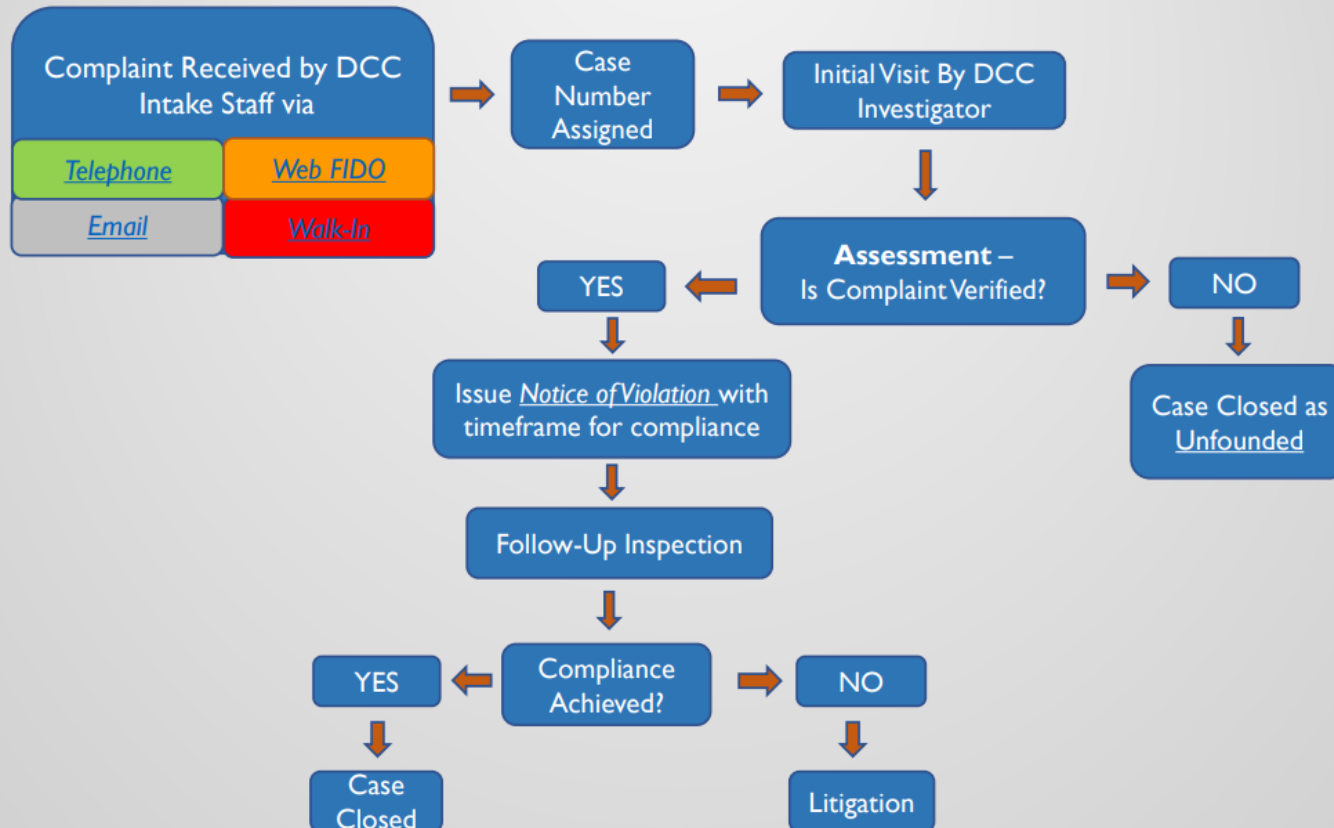 Complaint Received by DCC
Intake Staff via
Telephone
Web FIDO
Email
Walk-In
Case
Number
Assigned
Initial Visit By DCC
Investigator
Assessment –
Is Complaint Verified?
YES
NO
Issue Notice of Violation with
timeframe for compliance
Case Closed as
Unfounded
Follow-Up Inspection
Compliance
Achieved?
YES
NO
Case
Closed
Litigation